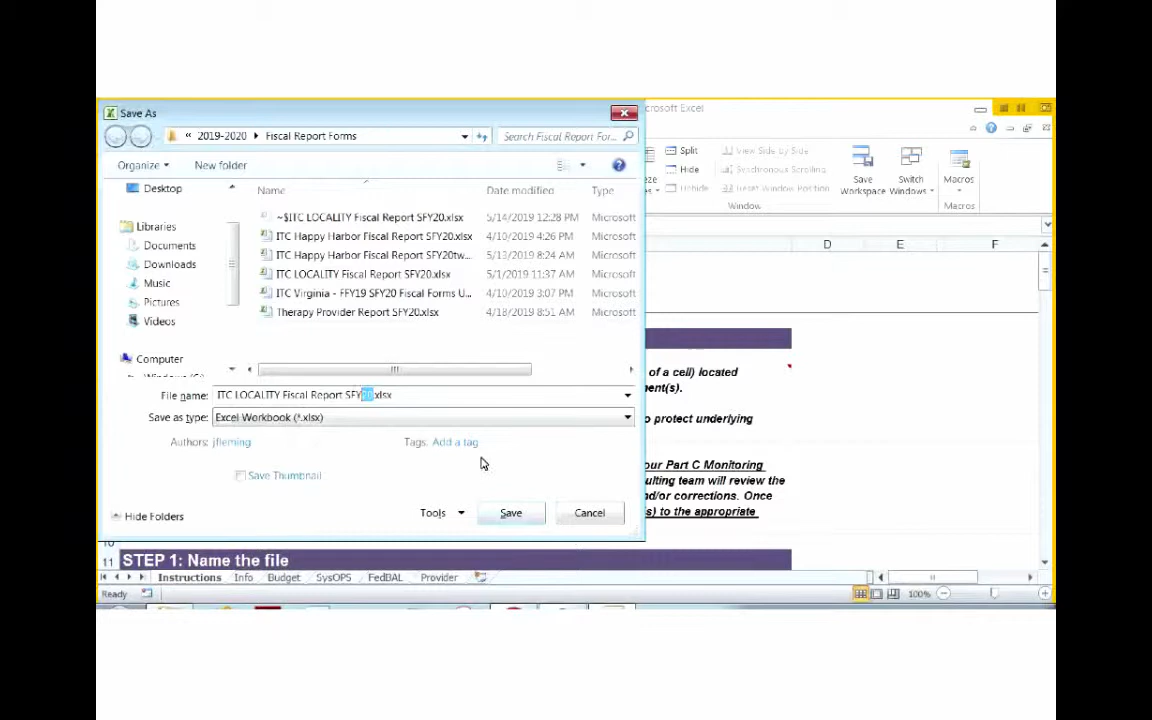 Save As
crosoft Excel
« 2019-2020 Fiscal Report Forms
Search Fiscal Report For...
Organize New folder
Split
Hide
Unhide
View Side by Side
Synchronous Scrolling
Reset Window Position
Save Workspace
Switch Windows
Macros
Window
Macros
Name Date modified Type
~$ITC LOCALITY Fiscal Report SFY20.xlsx 5/14/2019 12:28 PM Microsoft
ITC Happy Harbor Fiscal Report SFY20.xlsx 4/10/2019 4:26 PM Microsoft
ITC Happy Harbor Fiscal Report SFY20tw... 5/13/2019 8:24 AM Microsoft
ITC LOCALITY Fiscal Report SFY20.xlsx 5/1/2019 11:37 AM Microsoft
ITC Virginia - FFY19 SFY20 Fiscal Forms U... 4/10/2019 3:07 PM Microsoft
Therapy Provider Report SFY20.xlsx 4/18/2019 8:51 AM Microsoft
Desktop
Libraries
Documents
Downloads
Music
Pictures
Videos
Computer
File name: ITC LOCALITY Fiscal Report SFY20.xlsx
Save as type: Excel Workbook (*.xlsx)
Authors: jfleming Tags: Add a tag
Save Thumbnail
Hide Folders Tools Save Cancel
D E F
of a cell) located
ent(s).
o protect underlying
our Part C Monitoring
ulting team will review the
nd/or corrections. Once
s) to the appropriate
10
11 STEP 1: Name the file
Instructions Info Budget SysOPS FedBAL Provider
Ready 100%